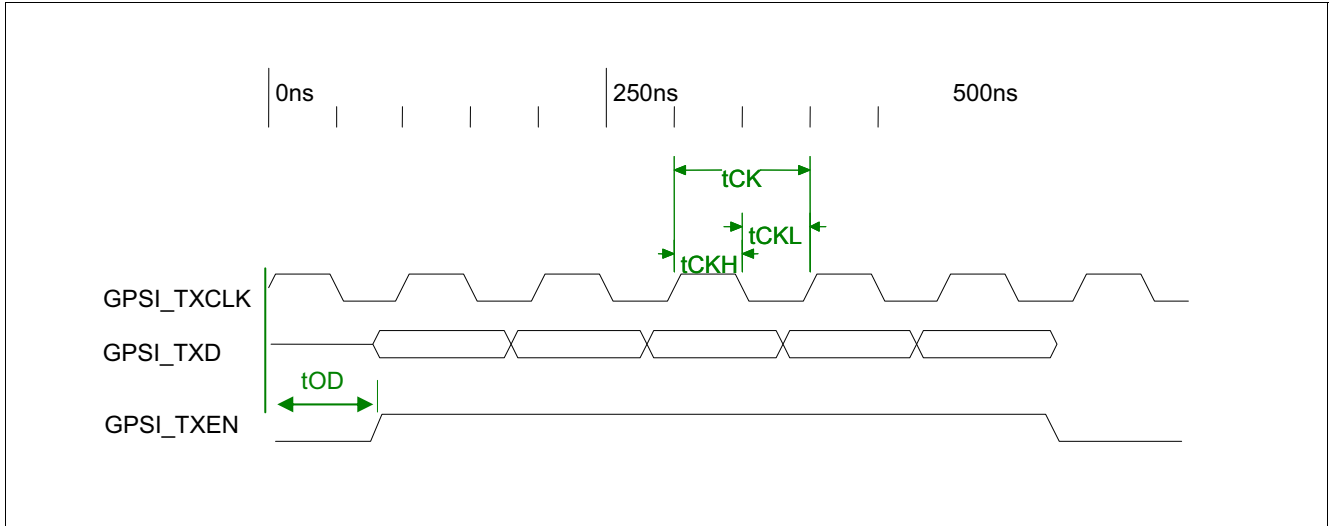 0ns 250ns 500ns
tCK
tCKL
tCKH
GPSI_TXCLK
GPSI_TXD
tOD
GPSI_TXEN